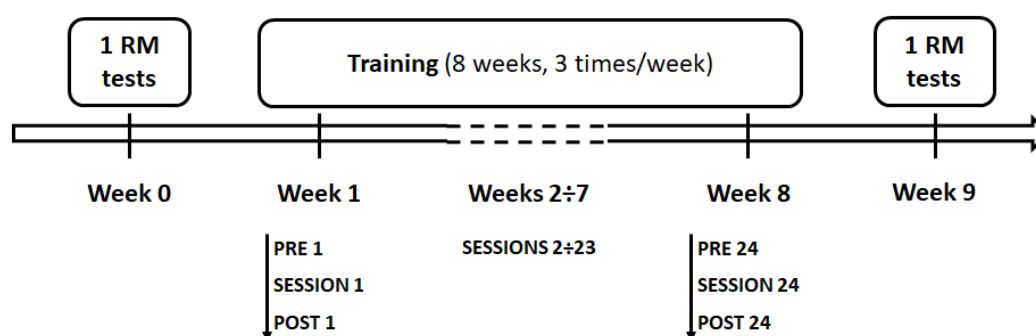 1 RM
tests
Training (8 weeks, 3 times/week)
1 RM
tests
Week 0
Week 1
Weeks 2÷7
Week 8
Week 9
PRE 1
SESSION 1
POST 1
SESSIONS 2÷23
PRE 24
SESSION 24
POST 24